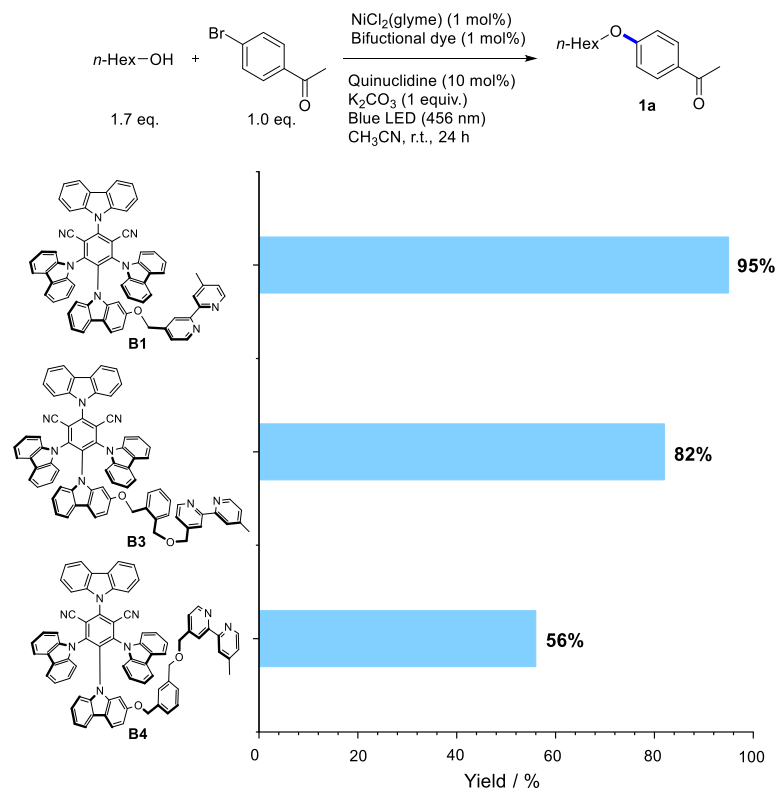 NiCl2(glyme) (1 mol%)
Bifuctional dye (1 mol%)
n-Hex—OH + Br O
Quinuclidine (10 mol%)
K2CO3 (1 equiv.)
Blue LED (456 nm)
CH3CN, r.t., 24 h
n-Hex O O
1a
1.7 eq. 1.0 eq.
N
NC CN
N N
N
O N N
B1
95%
N
NC CN
N N
N
O N N
O
B3
82%
N
NC CN
N N
N
O O N N
B4
56%
0 20 40 60 80 100
Yield / %